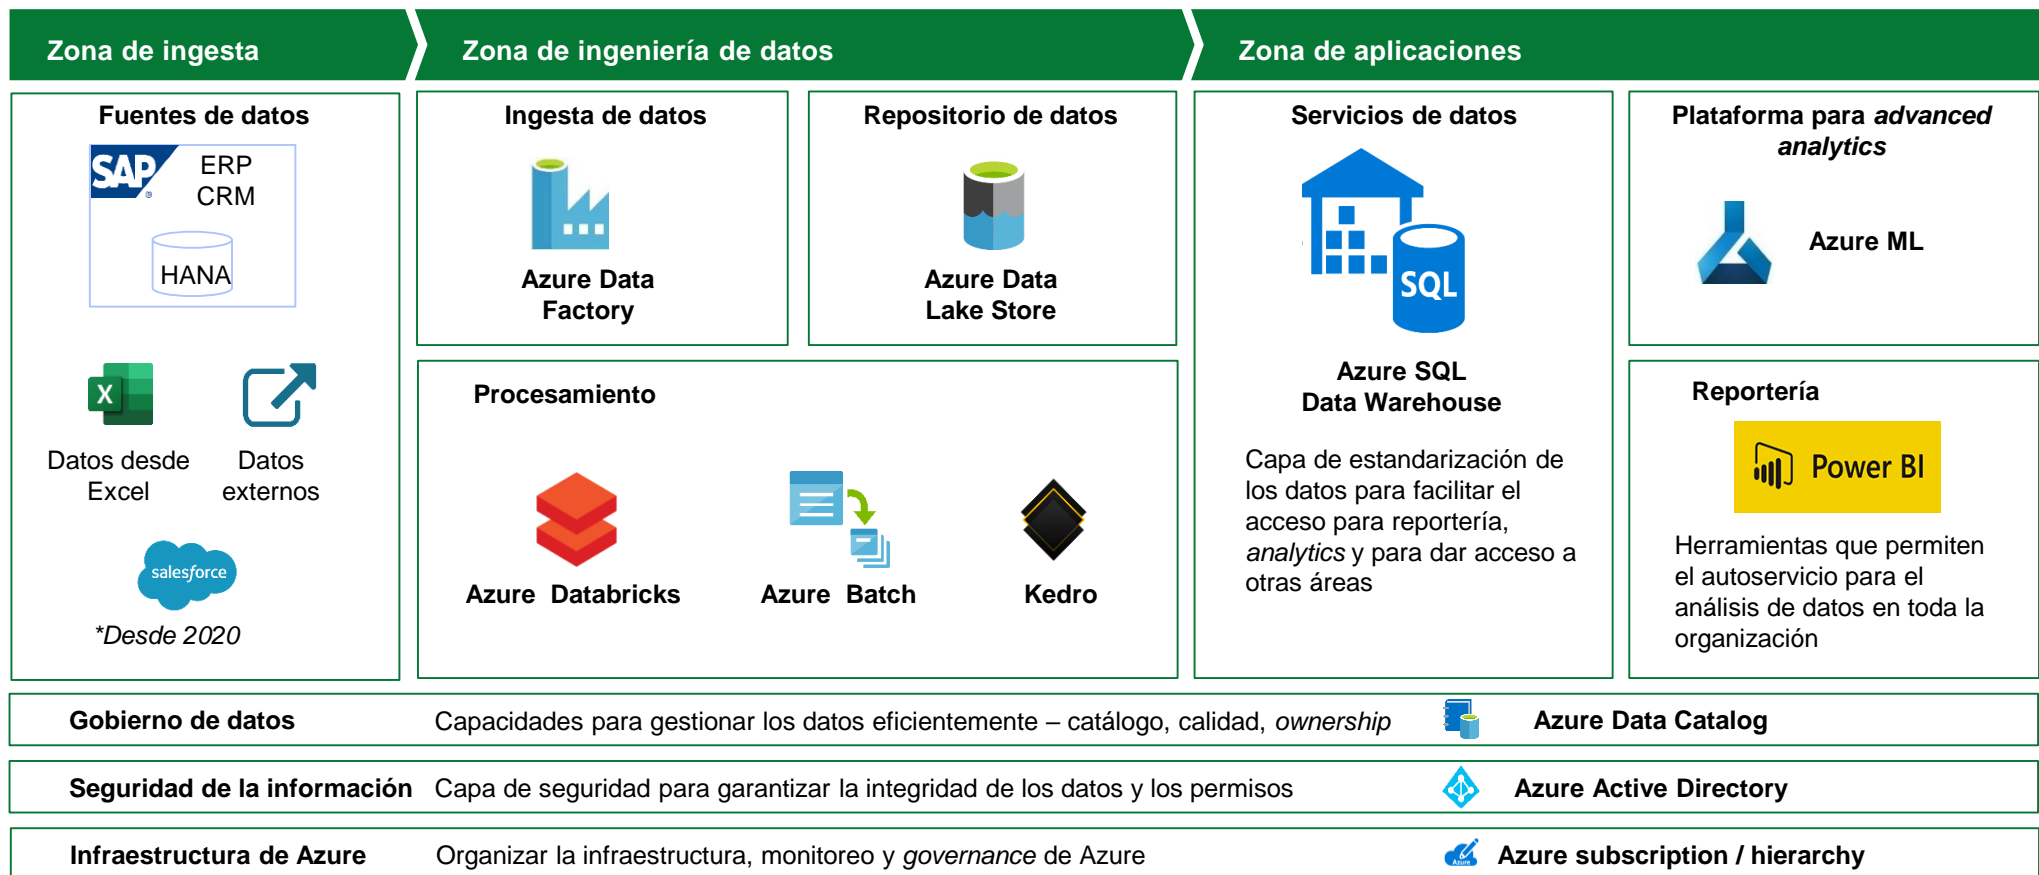 Zona de ingesta
Zona de ingeniería de datos
Zona de aplicaciones
Fuentes de datos
SAP
®
ERP
CRM
HANA
X
Datos desde
Excel
Datos
externos
salesforce
*Desde 2020
Ingesta de datos
Azure Data
Factory
Repositorio de datos
Azure Data
Lake Store
Procesamiento
Azure Databricks
Azure Batch
Kedro
Servicios de datos
SQL
Azure SQL
Data Warehouse
Capa de estandarización de
los datos para facilitar el
acceso para reportería,
analytics y para dar acceso a
otras áreas
Plataforma para advanced
analytics
Azure ML
Reportería
Power BI
Herramientas que permiten
el autoservicio para el
análisis de datos en toda la
organización
Gobierno de datos
Capacidades para gestionar los datos eficientemente – catálogo, calidad, ownership
Azure Data Catalog
Seguridad de la información
Capa de seguridad para garantizar la integridad de los datos y los permisos
Azure Active Directory
Infraestructura de Azure
Organizar la infraestructura, monitoreo y governance de Azure
Azure
Azure subscription / hierarchy